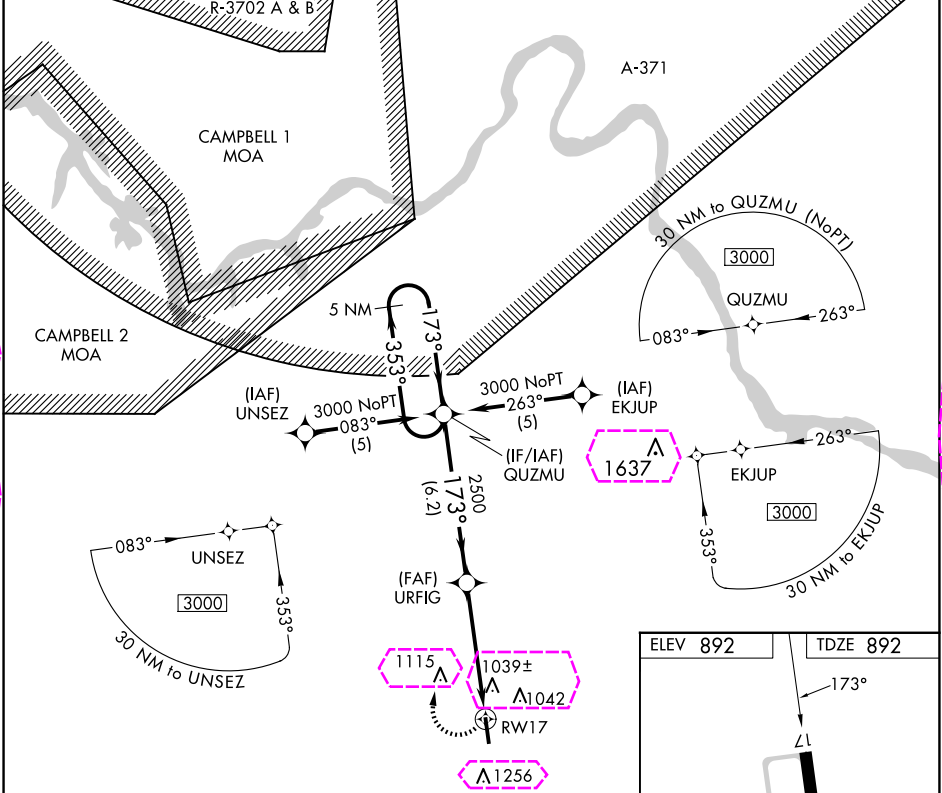 R-3702 A & B
A-371
CAMPBELL 1
MOA
30 NM to QUZMU (NoPT)
3000
QUZMU
083°
263°
5 NM
173°
353°
CAMPBELL 2
MOA
(IAF)
UNSEZ
3000 NoPT
083°
(5)
3000 NoPT
263°
(5)
(IAF)
EKJUP
(IF/IAF)
QUZMU
1637
263°
EKJUP
3000
353°
30 NM to EKJUP
2500
173°
(6.2)
083°
UNSEZ
3000
353°
30 NM to UNSEZ
(FAF)
URFIG
1115
1039±
1042
RW17
1256
ELEV 892
TDZE 892
173°
17